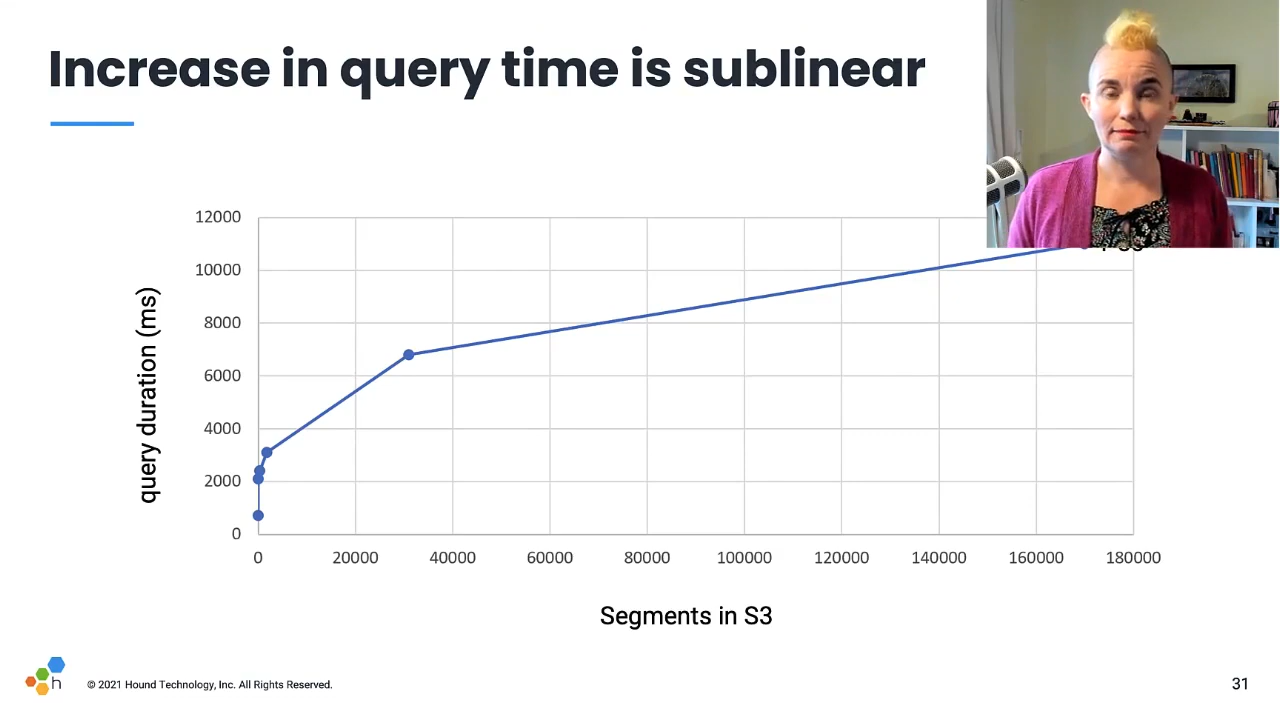 Increase in query time is sublinear
query duration (ms)
12000
10000
8000
6000
4000
2000
0
0 20000 40000 60000 80000 100000 120000 140000 160000 180000
Segments in S3
h
© 2021 Hound Technology, Inc. All Rights Reserved.
31